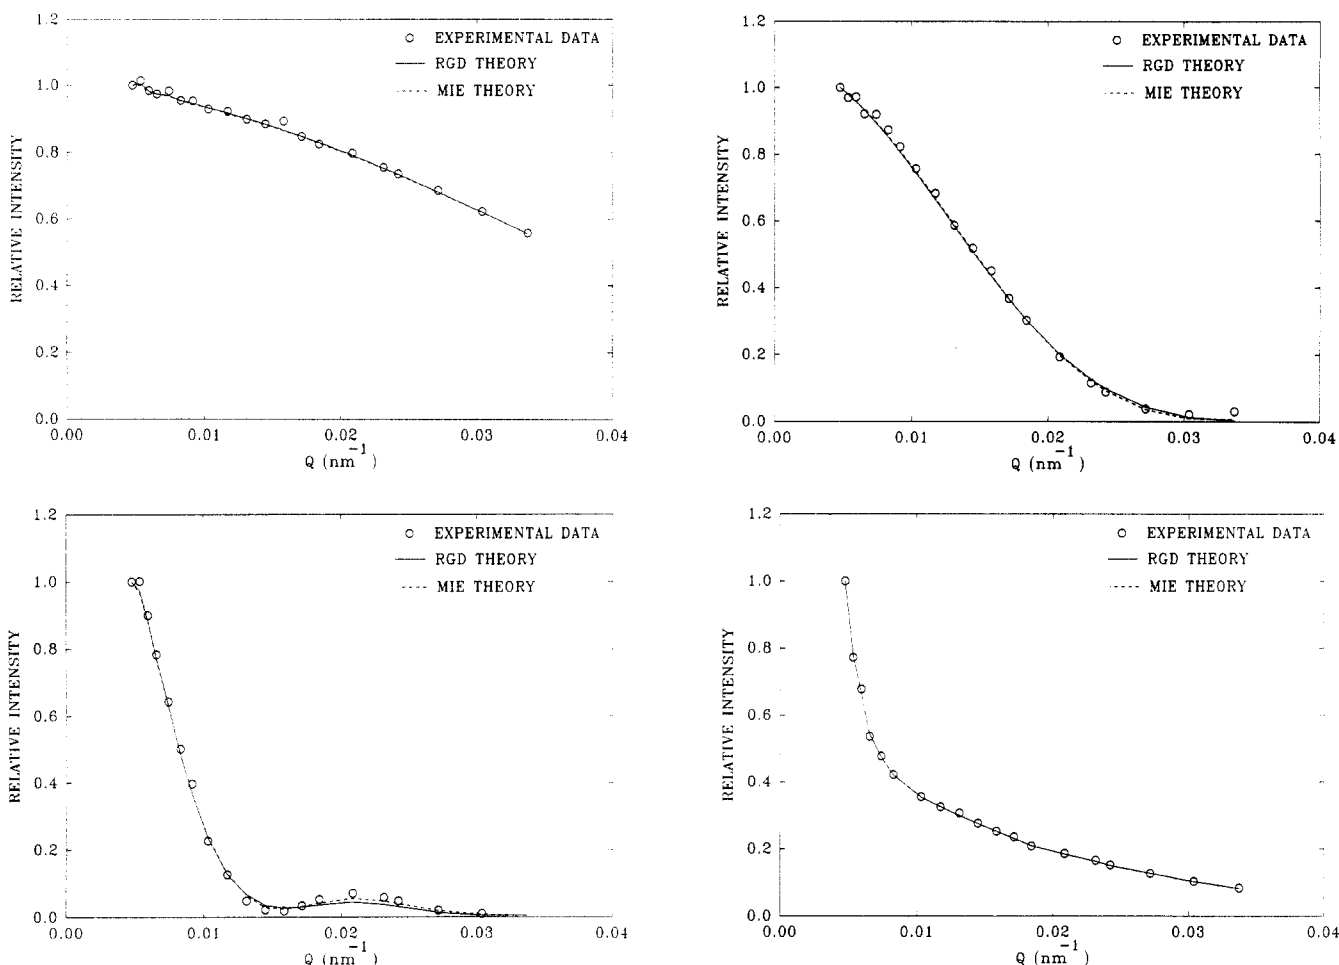 1.2
1.0
0.8
0.6
0.4
0.2
0.0
RELATIVE INTENSITY
EXPERIMENTAL DATA
RGD THEORY
MIE THEORY
0.00 0.01 0.02 0.03 0.04
Q (nm⁻¹)
1.2
1.0
0.8
0.6
0.4
0.2
0.0
RELATIVE INTENSITY
EXPERIMENTAL DATA
RGD THEORY
MIE THEORY
0.00 0.01 0.02 0.03 0.04
Q (nm⁻¹)
1.2
1.0
0.8
0.6
0.4
0.2
0.0
RELATIVE INTENSITY
EXPERIMENTAL DATA
RGD THEORY
MIE THEORY
0.00 0.01 0.02 0.03 0.04
Q (nm⁻¹)
1.2
1.0
0.8
0.6
0.4
0.2
0.0
RELATIVE INTENSITY
EXPERIMENTAL DATA
RGD THEORY
MIE THEORY
0.00 0.01 0.02 0.03 0.04
Q (nm⁻¹)